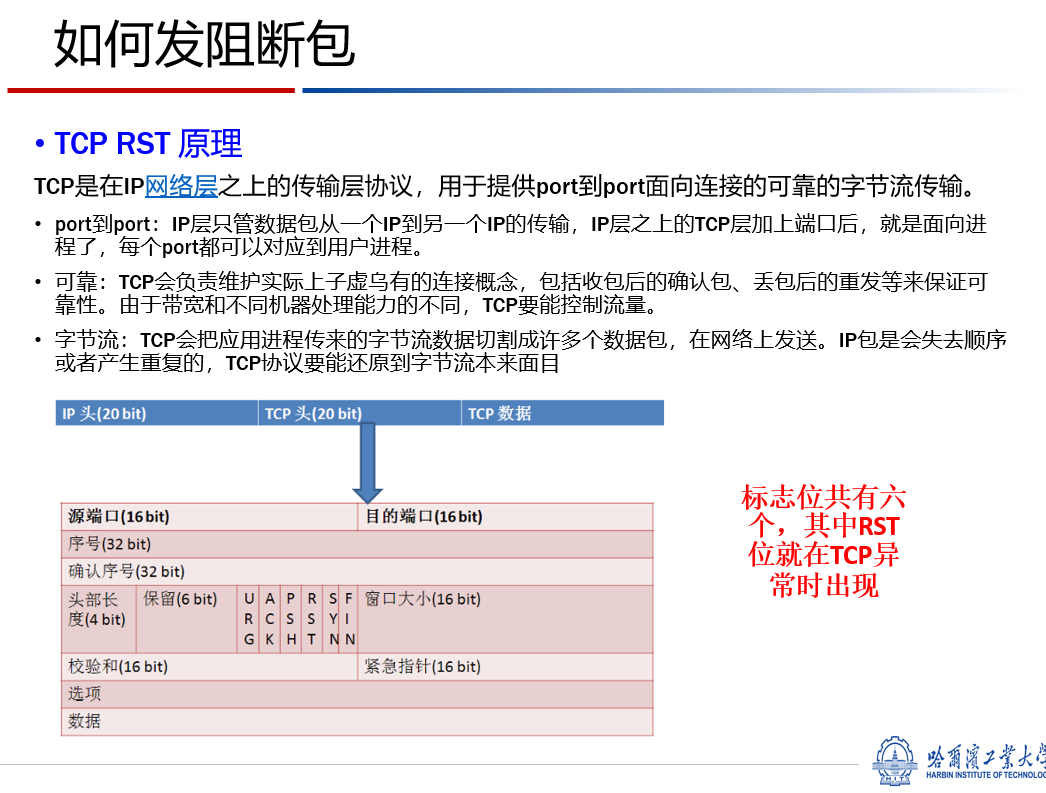 如何发阻断包
• TCP RST 原理
TCP是在IP网络层之上的传输层协议，用于提供port到port面向连接的可靠的字节流传输。
• port到port：IP层只管数据包从一个IP到另一个IP的传输，IP层之上的TCP层加上端口后，就是面向进
程了，每个port都可以对应到用户进程。
• 可靠：TCP会负责维护实际上子虚乌有的连接概念，包括收包后的确认包、丢包后的重发等来保证可
靠性。由于带宽和不同机器处理能力的不同，TCP要能控制流量。
• 字节流：TCP会把应用进程传来的字节流数据切割成许多个数据包，在网络上发送。IP包是会失去顺序
或者产生重复的，TCP协议要能还原到字节流本来面目
IP 头(20 bit) TCP 头(20 bit) TCP 数据
源端口(16 bit) 目的端口(16 bit)
序号(32 bit)
确认序号(32 bit)
头部长度(4 bit) 保留(6 bit) URG ACK PSH RST SYN FIN 窗口大小(16 bit)
校验和(16 bit) 紧急指针(16 bit)
选项
数据
标志位共有六
个，其中RST
位就在TCP异
常时出现
哈爾濱工業大學
HARBIN INSTITUTE OF TECHNOLOG